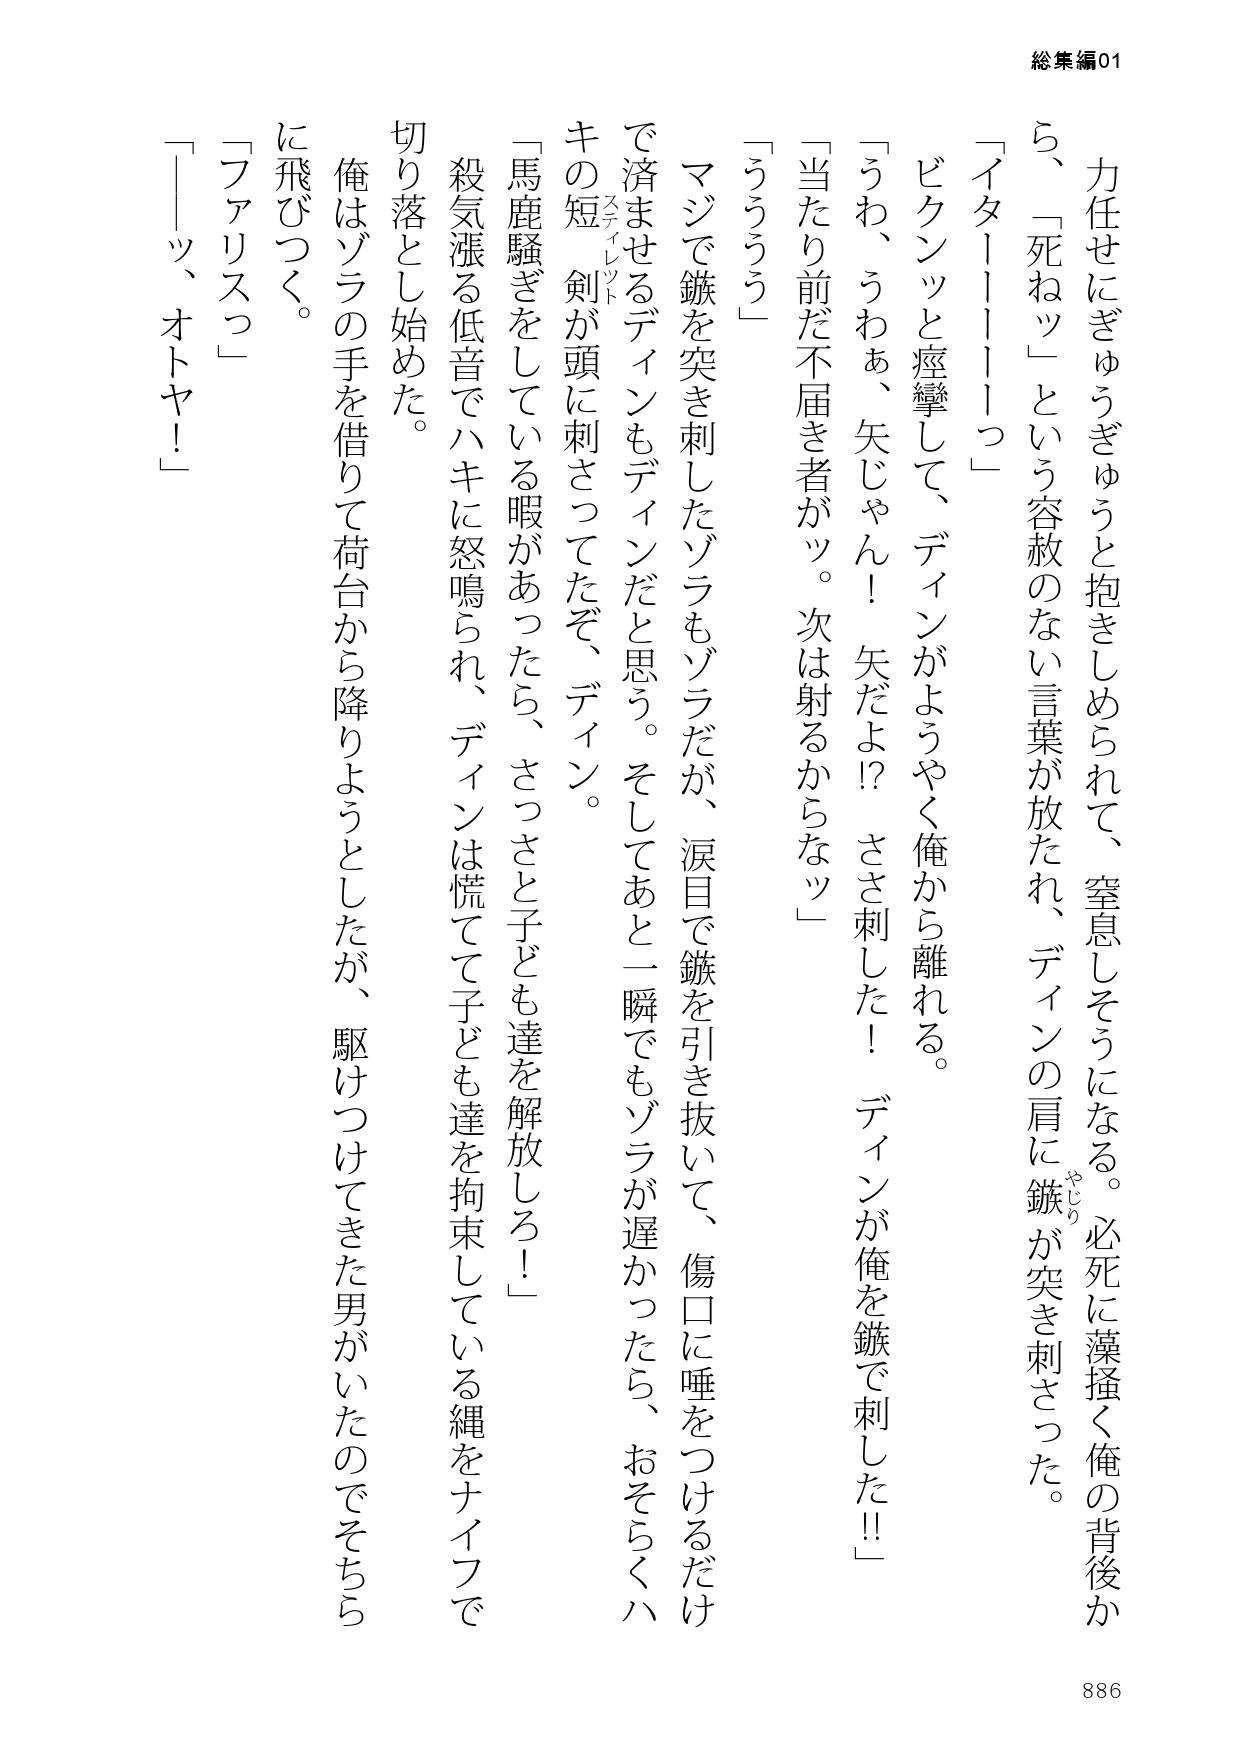 総集編01
　力任せにぎゅうぎゅうと抱きしめられて、窒息しそうになる。必死に藻掻く俺の背後か
ら、「死ねッ」という容赦のない言葉が放たれ、ディンの肩に鏃やじりが突き刺さった。
「イターーーーーっ」
　ビクンッと痙攣して、ディンがようやく俺から離れる。
「うわ、うわぁ、矢じゃん！　矢だよ!?　ささ刺した！　ディンが俺を鏃で刺した!!」
「当たり前だ不届き者がッ。次は射るからなッ」
「うううう」
　マジで鏃を突き刺したゾラもゾラだが、涙目で鏃を引き抜いて、傷口に唾をつけるだけ
で済ませるディンもディンだと思う。そしてあと一瞬でもゾラが遅かったら、おそらくハ
キの短剣スティレットが頭に刺さってたぞ、ディン。
「馬鹿騒ぎをしている暇があったら、さっさと子ども達を解放しろ！」
　殺気漲る低音でハキに怒鳴られ、ディンは慌てて子ども達を拘束している縄をナイフで
切り落とし始めた。
　俺はゾラの手を借りて荷台から降りようとしたが、駆けつけてきた男がいたのでそちら
に飛びつく。
「ファリスっ」
「――ッ、オトヤ！」
886